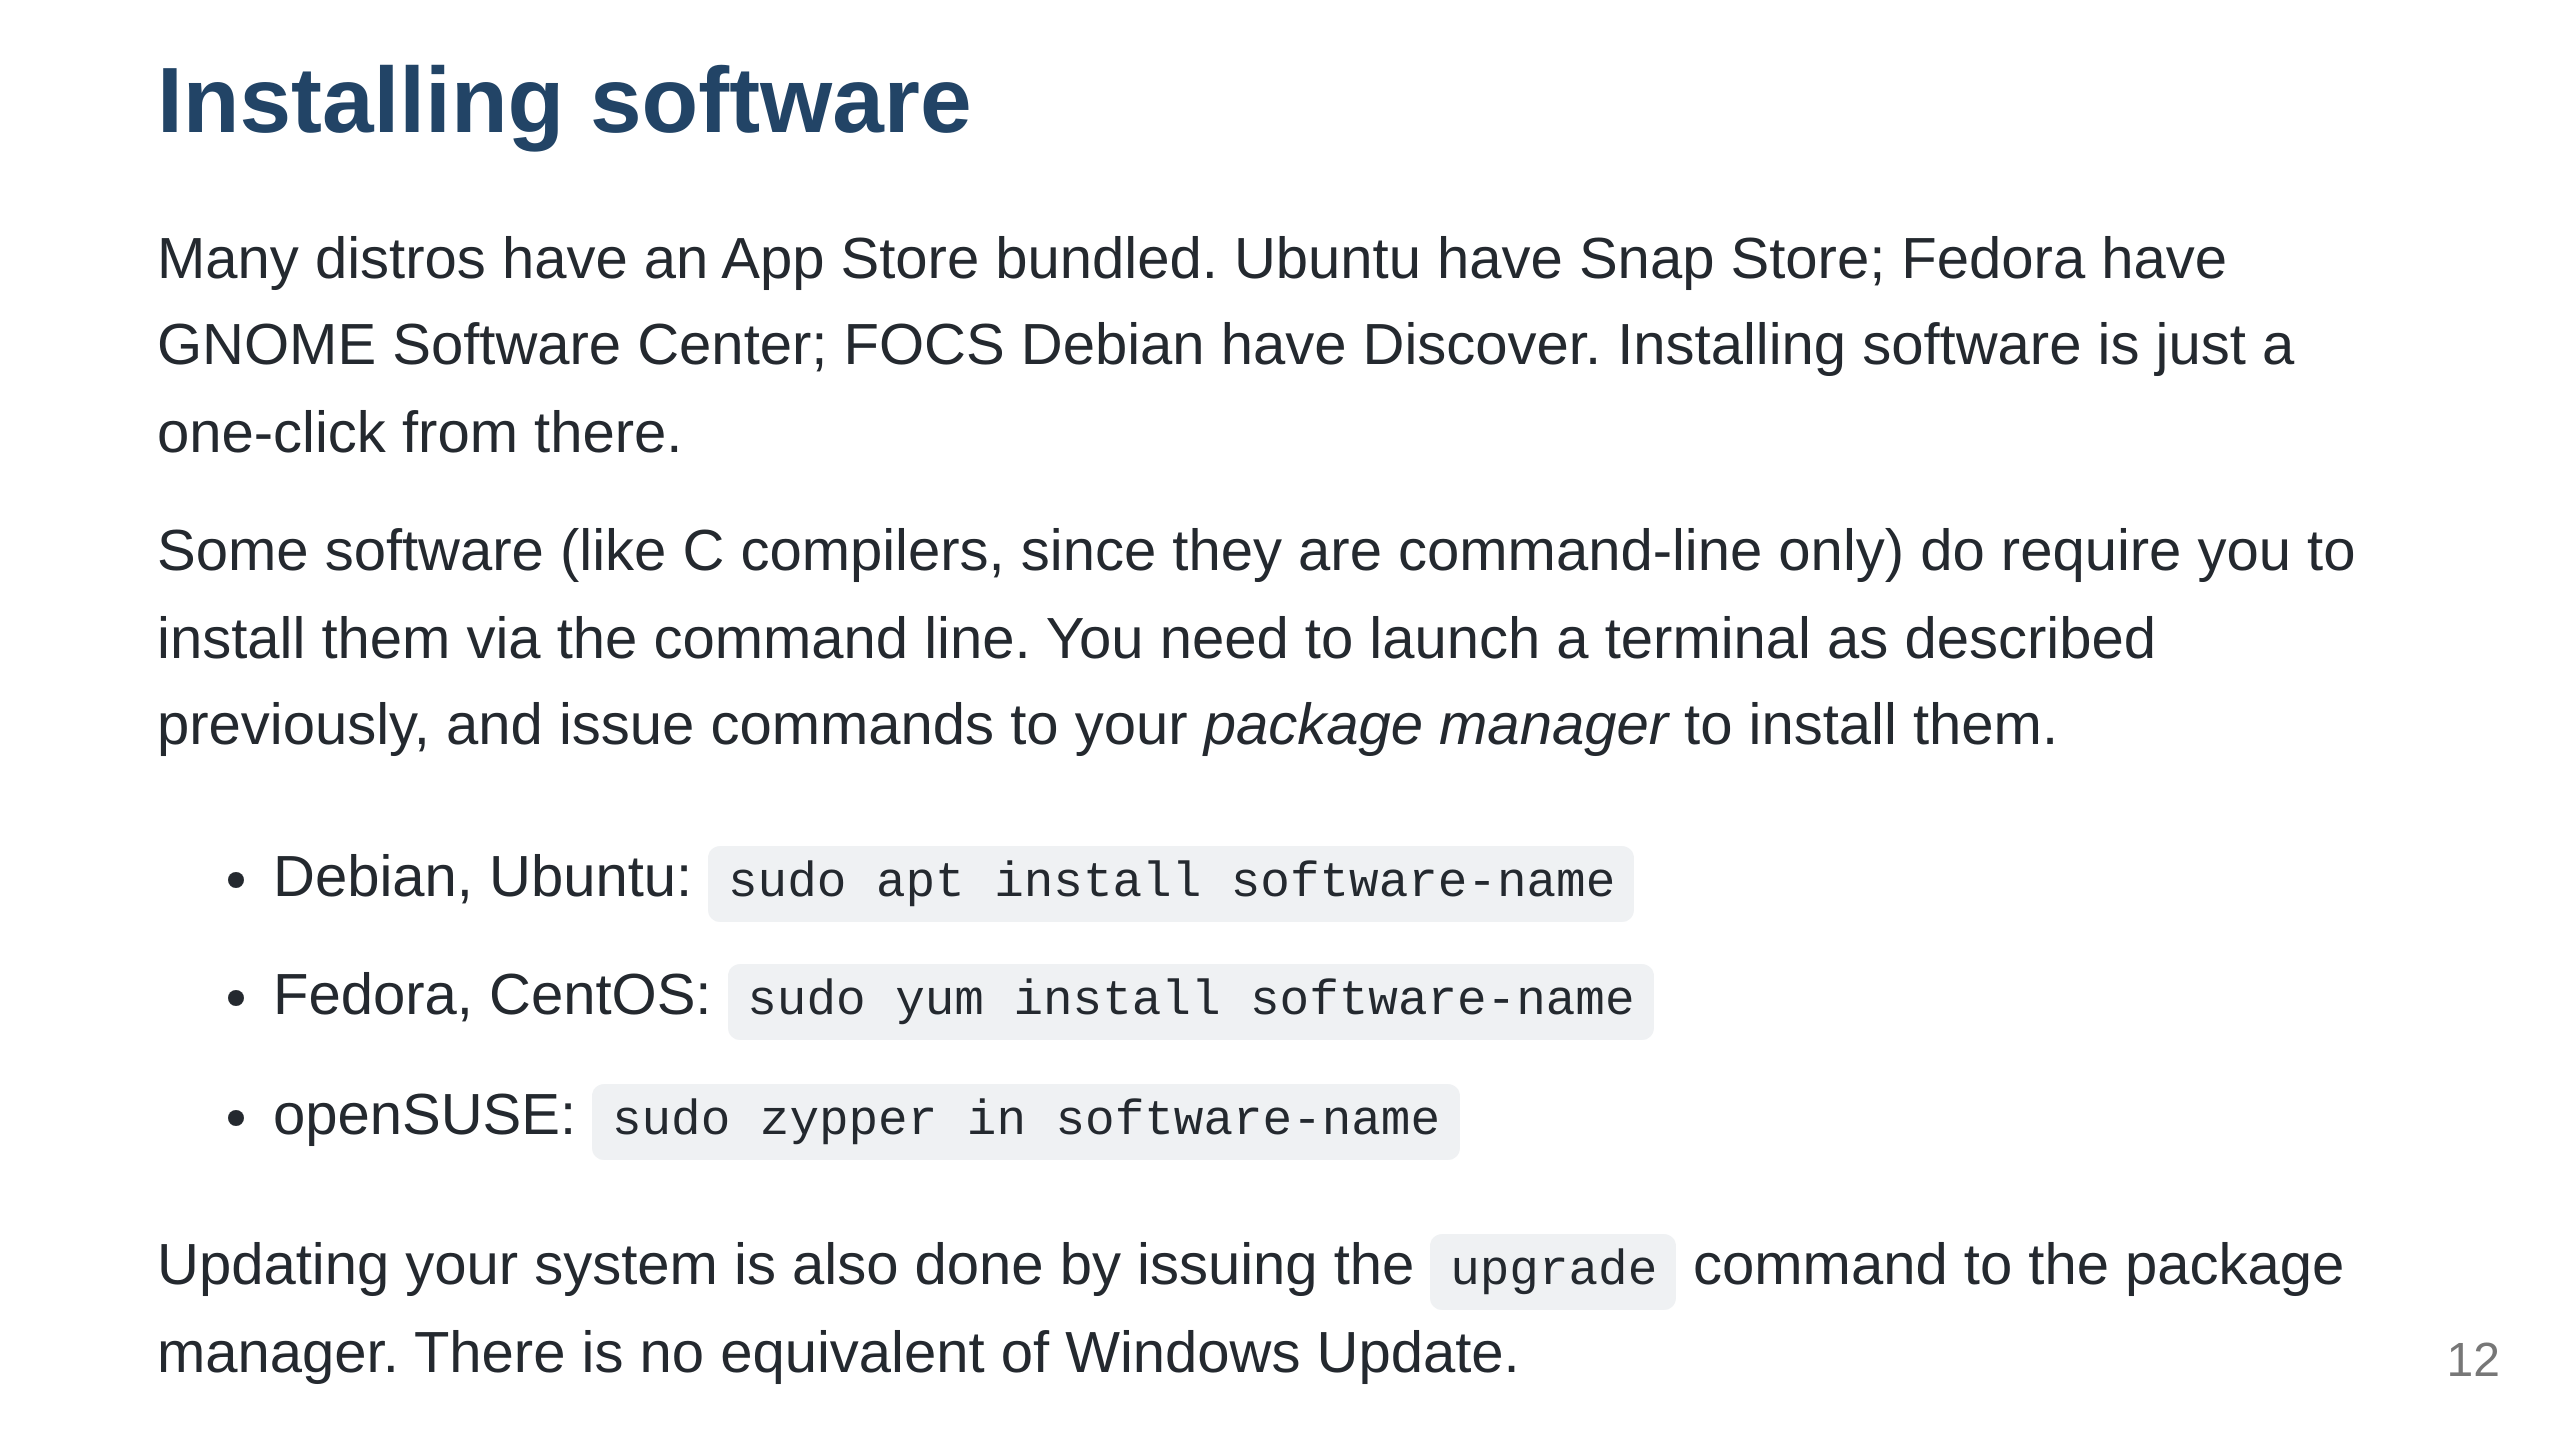 Installing software
Many distros have an App Store bundled. Ubuntu have Snap Store; Fedora have
GNOME Software Center; FOCS Debian have Discover. Installing software is just a
one-click from there.
Some software (like C compilers, since they are command-line only) do require you to
install them via the command line. You need to launch a terminal as described
previously, and issue commands to your package manager to install them.
• Debian, Ubuntu: sudo apt install software-name
• Fedora, CentOS: sudo yum install software-name
• openSUSE: sudo zypper in software-name
Updating your system is also done by issuing the upgrade command to the package
manager. There is no equivalent of Windows Update.
12